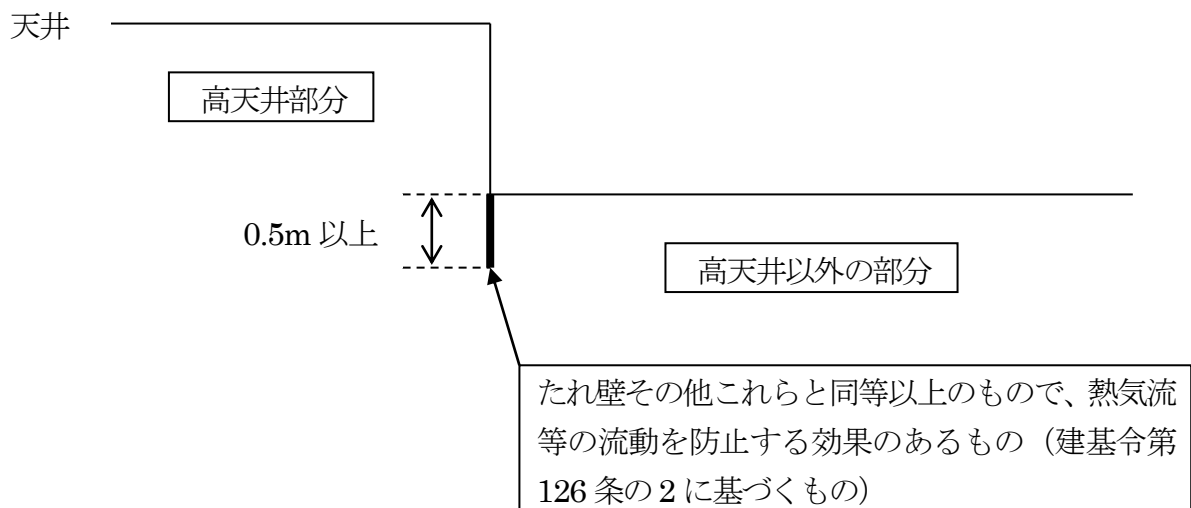 天井
高天井部分
0.5m 以上
高天井以外の部分
たれ壁その他これらと同等以上のもので、熱気流
等の流動を防止する効果のあるもの（建基令第
126 条の 2 に基づくもの）